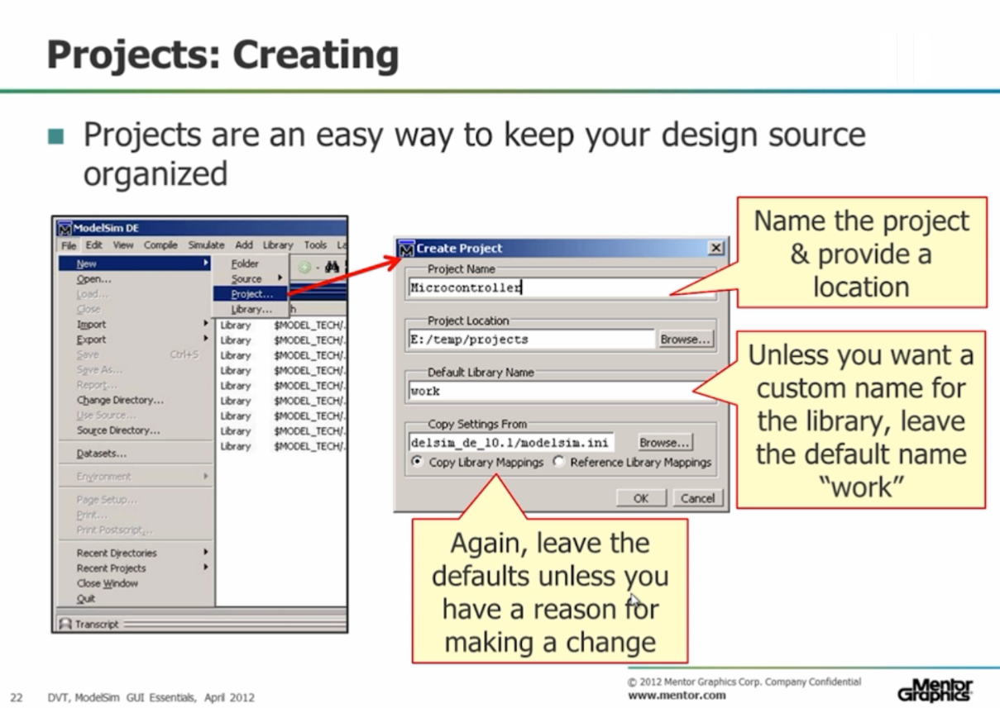 Projects: Creating
Projects are an easy way to keep your design source
organized
ModelSim DE
File Edit View Compile Simulate Add Library Tools La
New
Open...
Load...
Close
Import
Export
Save Ctrl+S
Save As...
Report...
Change Directory...
Use Source...
Source Directory...
Datasets...
Environment
Page Setup...
Print...
Print Postscript...
Recent Directories
Recent Projects
Close Window
Quit
Folder
Source
Project...
Library...
h
Library $MODEL_TECH/.
Library $MODEL_TECH/.
Library $MODEL_TECH/.
Library $MODEL_TECH/.
Library $MODEL_TECH/.
Library $MODEL_TECH/.
Library $MODEL_TECH/.
Library $MODEL_TECH/.
Library $MODEL_TECH/.
Transcript
Create Project
Project Name
Microcontroller
Project Location
E:/temp/projects Browse...
Default Library Name
work
Copy Settings From
delsim_de_10.1/modelsim.ini Browse...
Copy Library Mappings Reference Library Mappings
OK Cancel
Name the project
& provide a
location
Unless you want a
custom name for
the library, leave
the default name
“work”
Again, leave the
defaults unless you
have a reason for
making a change
22 DVT, ModelSim GUI Essentials, April 2012
© 2012 Mentor Graphics Corp. Company Confidential
www.mentor.com
Mentor
Graphics